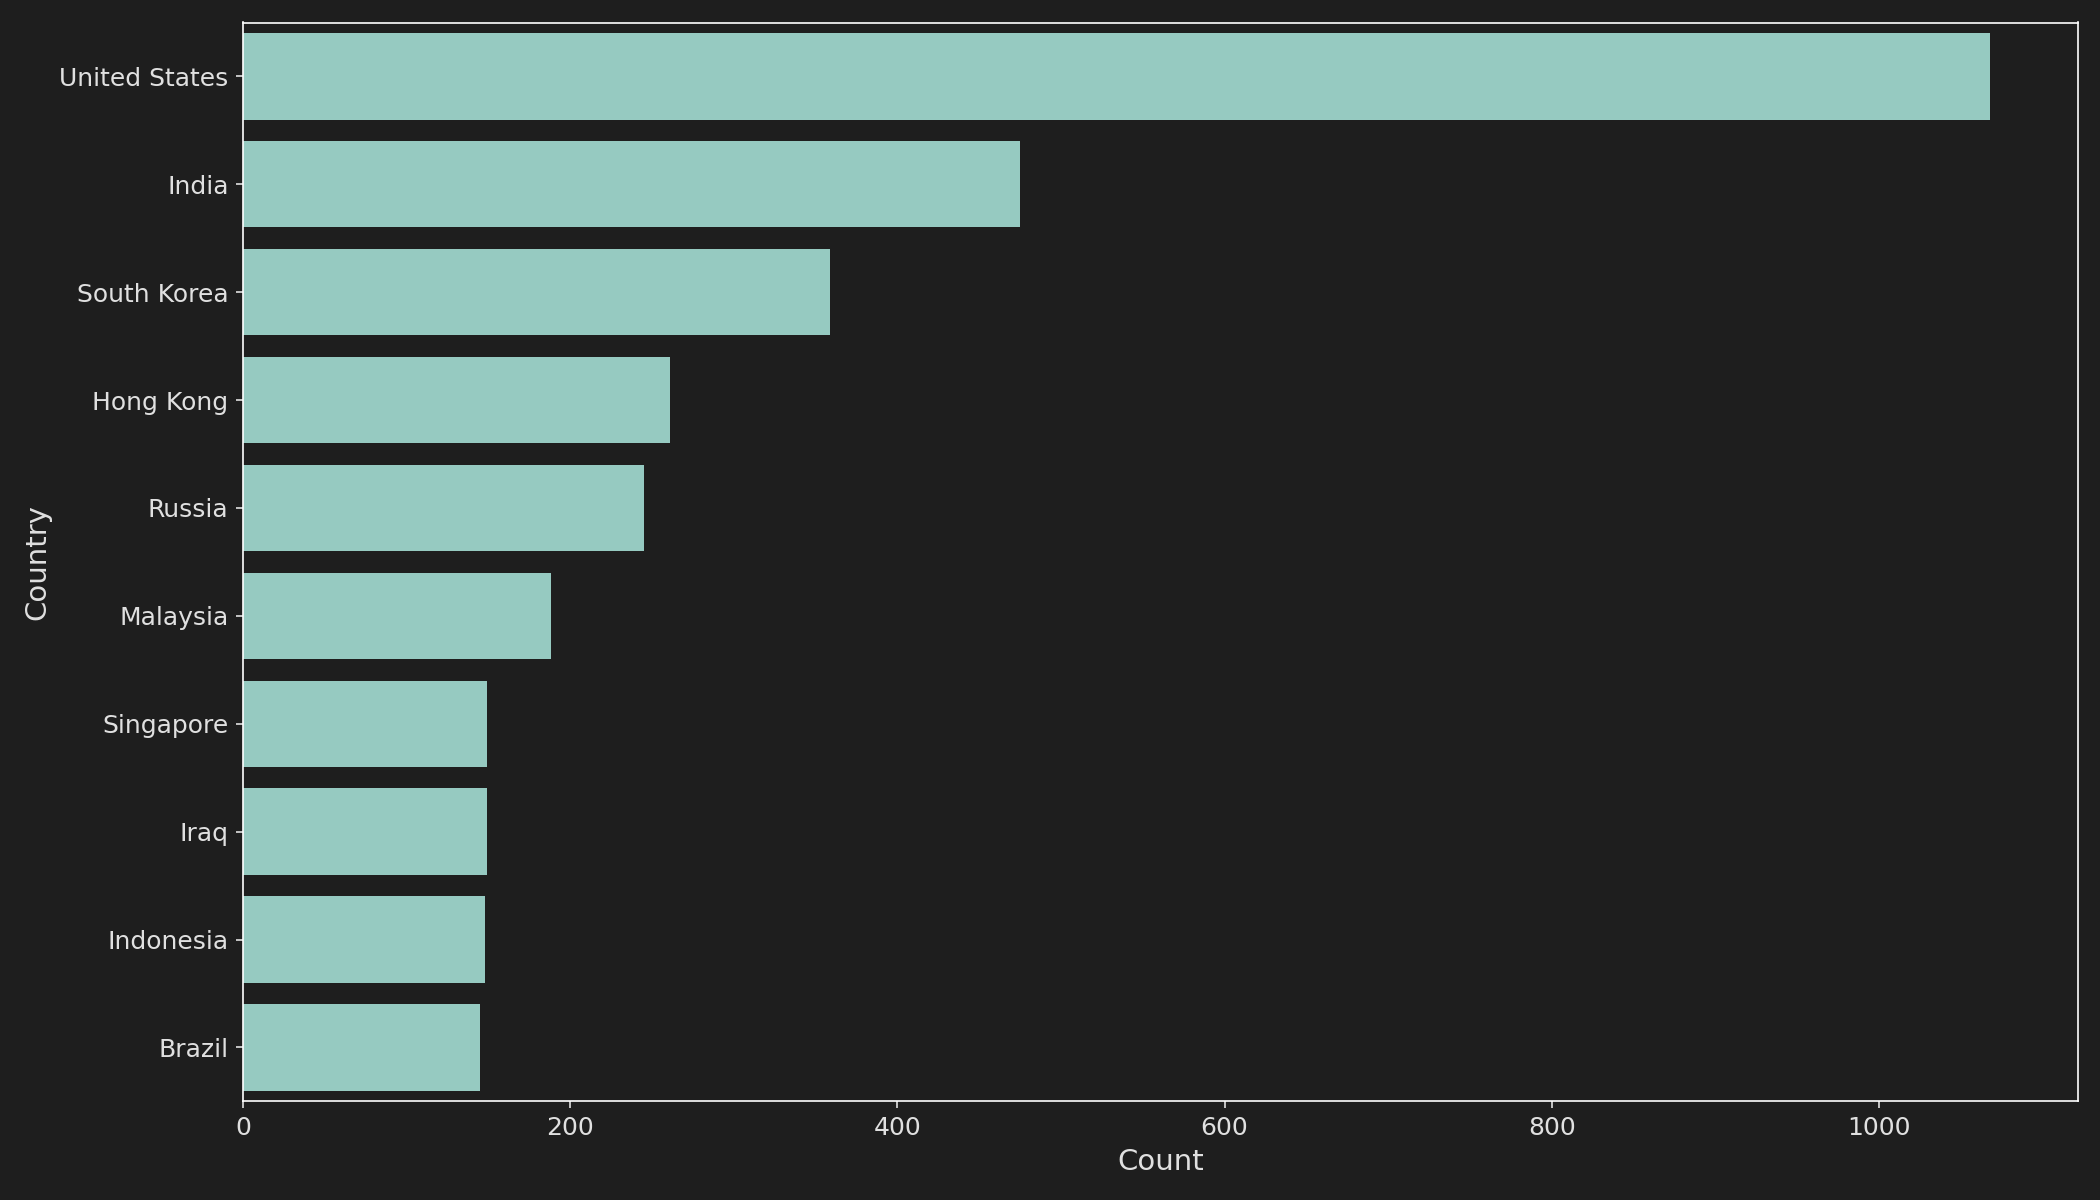 United States
India
South Korea
Hong Kong
Russia
Malaysia
Singapore
Iraq
Indonesia
Brazil
Country
0 200 400 600 800 1000
Count